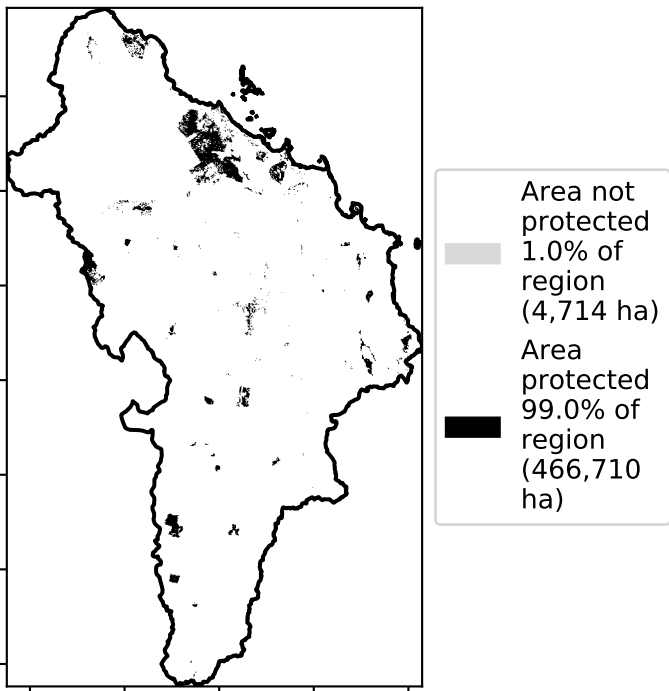 Area not
protected
1.0% of
region
(4,714 ha)
Area
protected
99.0% of
region
(466,710
ha)